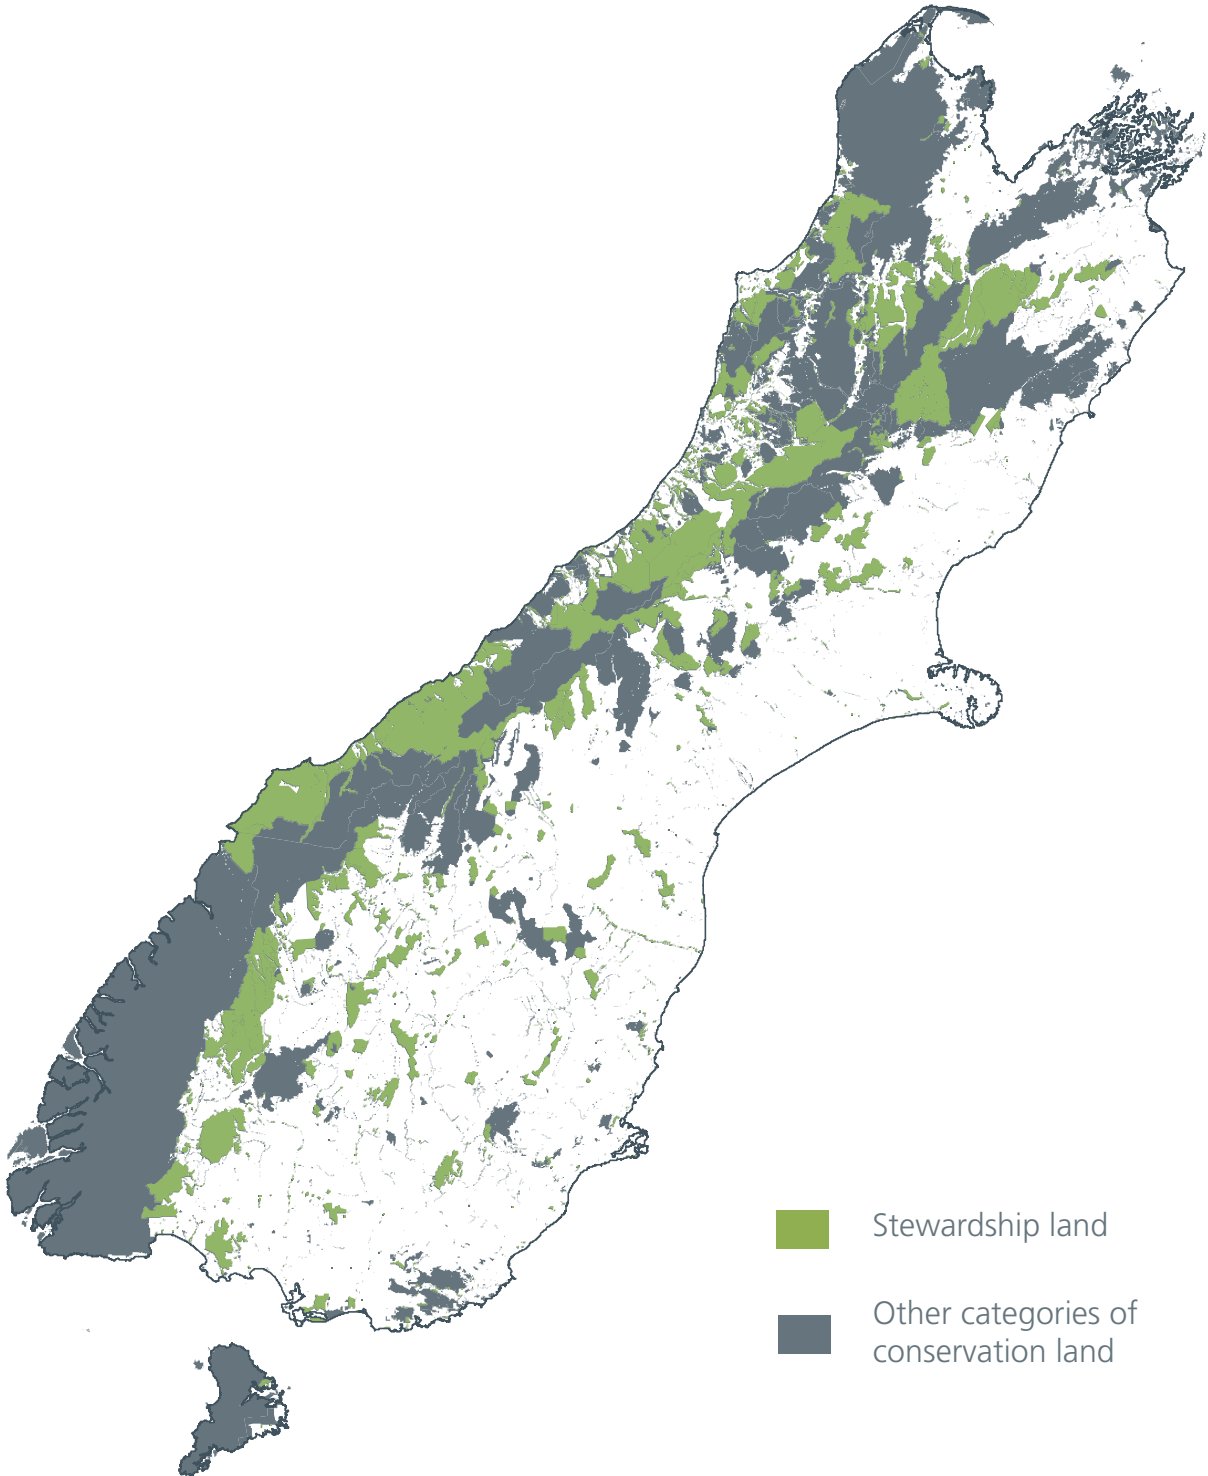 Stewardship land
Other categories of
conservation land